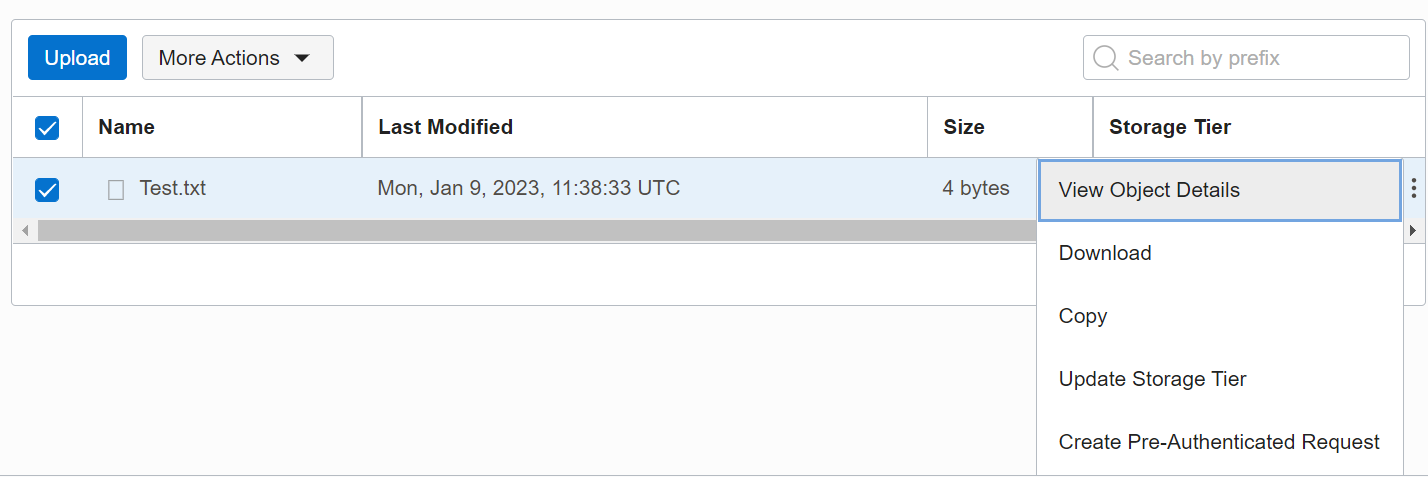 Upload More Actions Search by prefix
Name Last Modified Size Storage Tier
Test.txt Mon, Jan 9, 2023, 11:38:33 UTC 4 bytes View Object Details
Download
Copy
Update Storage Tier
Create Pre-Authenticated Request